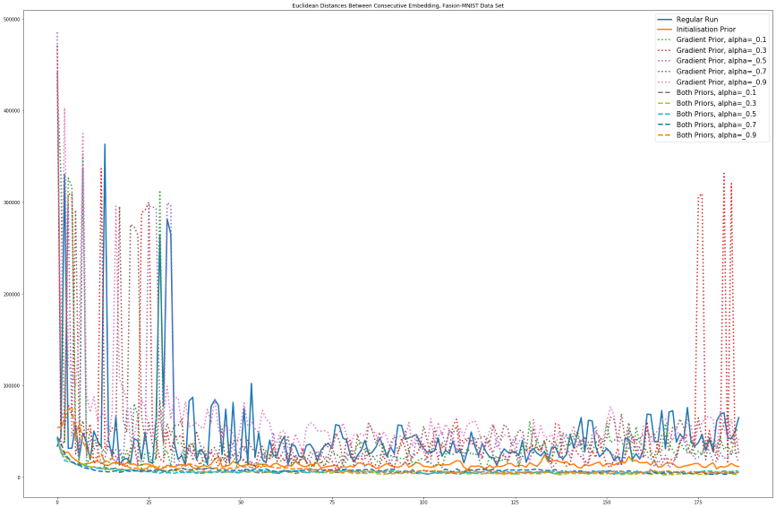 Euclidean Distances Between Consecutive Embedding, Fasion-MNIST Data Set
500000
400000
300000
200000
100000
0
0 25 50 75 100 125 150 175
Regular Run
Initialisation Prior
Gradient Prior, alpha=_0.1
Gradient Prior, alpha=_0.3
Gradient Prior, alpha=_0.5
Gradient Prior, alpha=_0.7
Gradient Prior, alpha=_0.9
Both Priors, alpha=_0.1
Both Priors, alpha=_0.3
Both Priors, alpha=_0.5
Both Priors, alpha=_0.7
Both Priors, alpha=_0.9